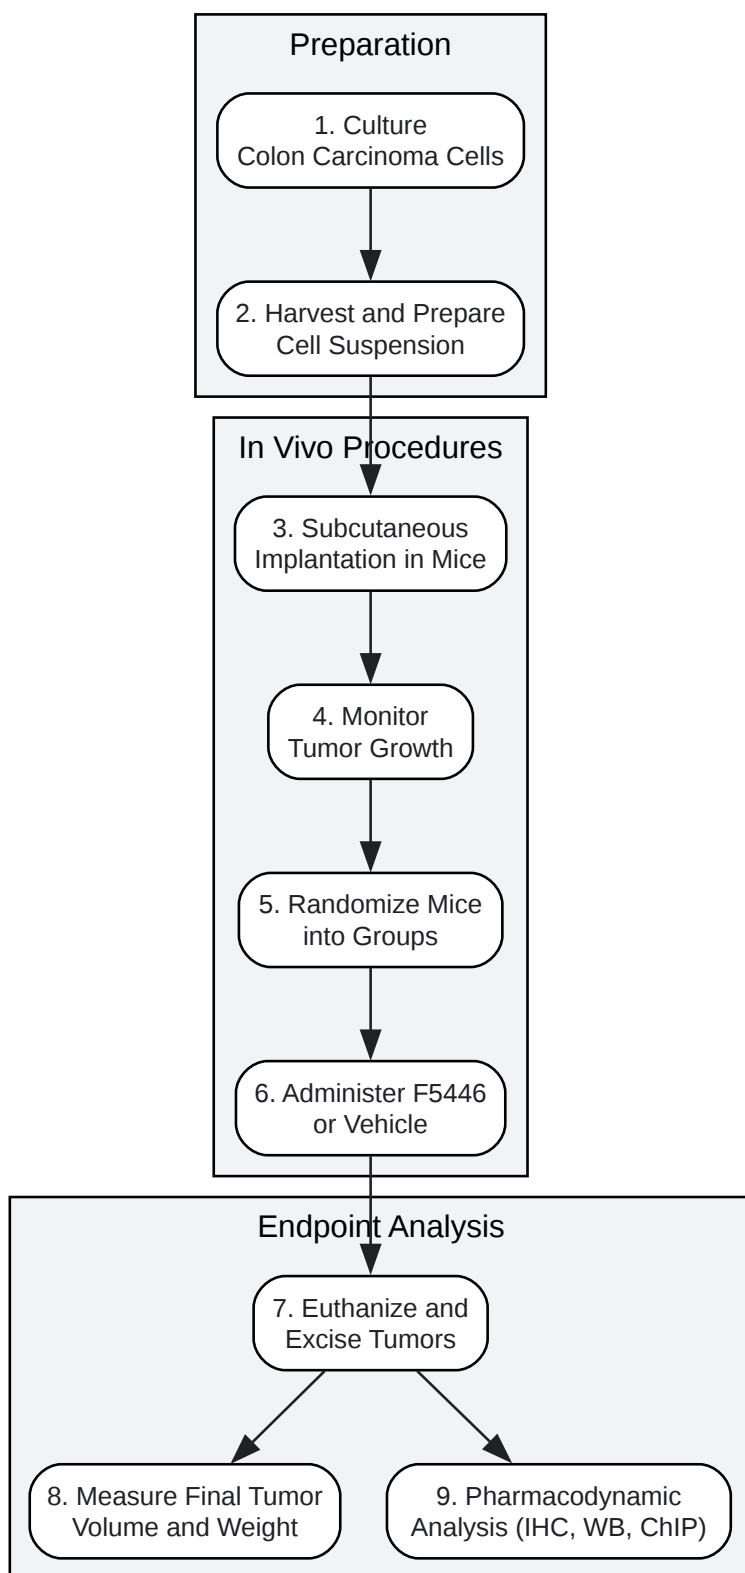 Preparation
1. Culture
Colon Carcinoma Cells
2. Harvest and Prepare
Cell Suspension
In Vivo Procedures
3. Subcutaneous
Implantation in Mice
4. Monitor
Tumor Growth
5. Randomize Mice
into Groups
6. Administer F5446
or Vehicle
Endpoint Analysis
7. Euthanize and
Excise Tumors
8. Measure Final Tumor
Volume and Weight
9. Pharmacodynamic
Analysis (IHC, WB, ChIP)